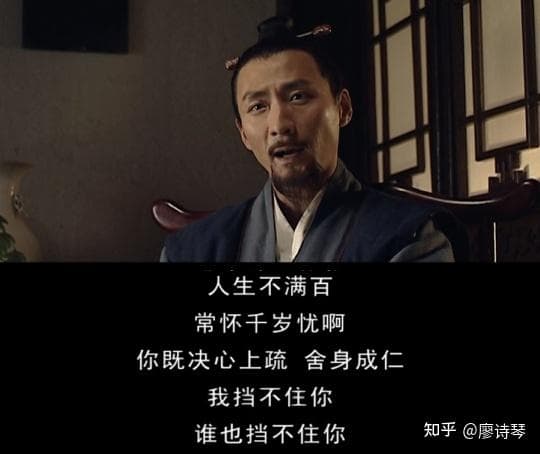 人生不满百
常怀千岁忧啊
你既决心上疏 舍身成仁
我挡不住你
谁也挡不住你
知乎 @廖诗琴